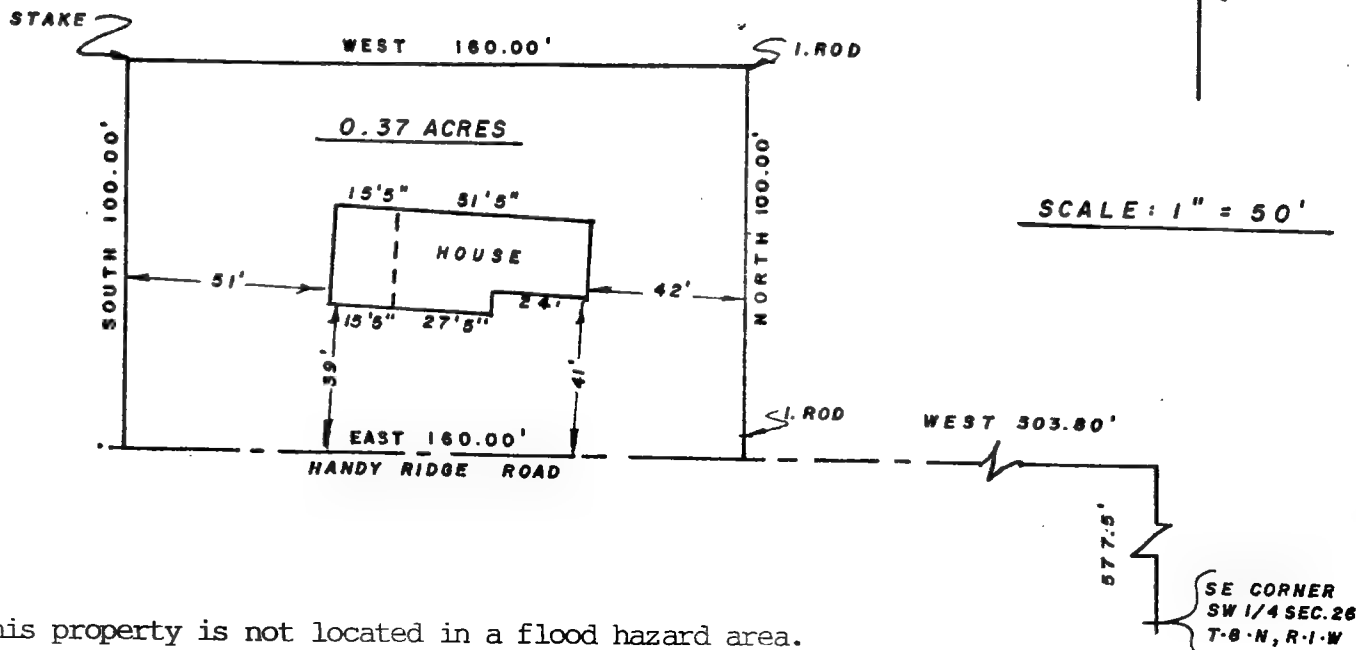 STAKE
WEST 160.00'
I. ROD
0.37 ACRES
SOUTH 100.00'
NORTH 100.00'
15'5" 51'5"
SCALE: 1" = 50'
HOUSE
51'
42'
24'
15'5" 27'5"
39'
41'
I. ROD
WEST 303.80'
EAST 160.00'
HANDY RIDGE ROAD
577.5'
SE CORNER
SW 1/4 SEC. 26
T-8-N, R-1-W
his property is not located in a flood hazard area.